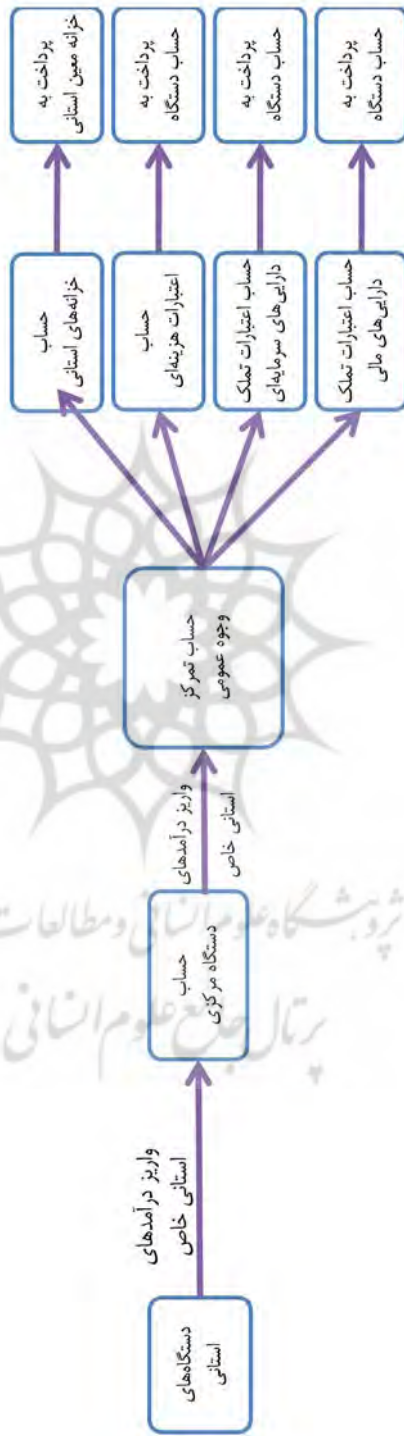 دستگاه‌های
استانی
واریز درآمدهای
استانی خاص
حساب
دستگاه مرکزی
واریز درآمدهای
استانی خاص
حساب تمرکز
وجوه عمومی
حساب
خزانه‌های استانی
پرداخت به
خزانه معین استانی
حساب
اعتبارات هزینه‌ای
پرداخت به
حساب دستگاه
حساب اعتبارات تملک
دارایی‌های سرمایه‌ای
پرداخت به
حساب دستگاه
حساب اعتبارات تملک
دارایی‌های مالی
پرداخت به
حساب دستگاه
پژوهشگاه علوم انسانی و مطالعات
پرتال جامع علوم انسانی